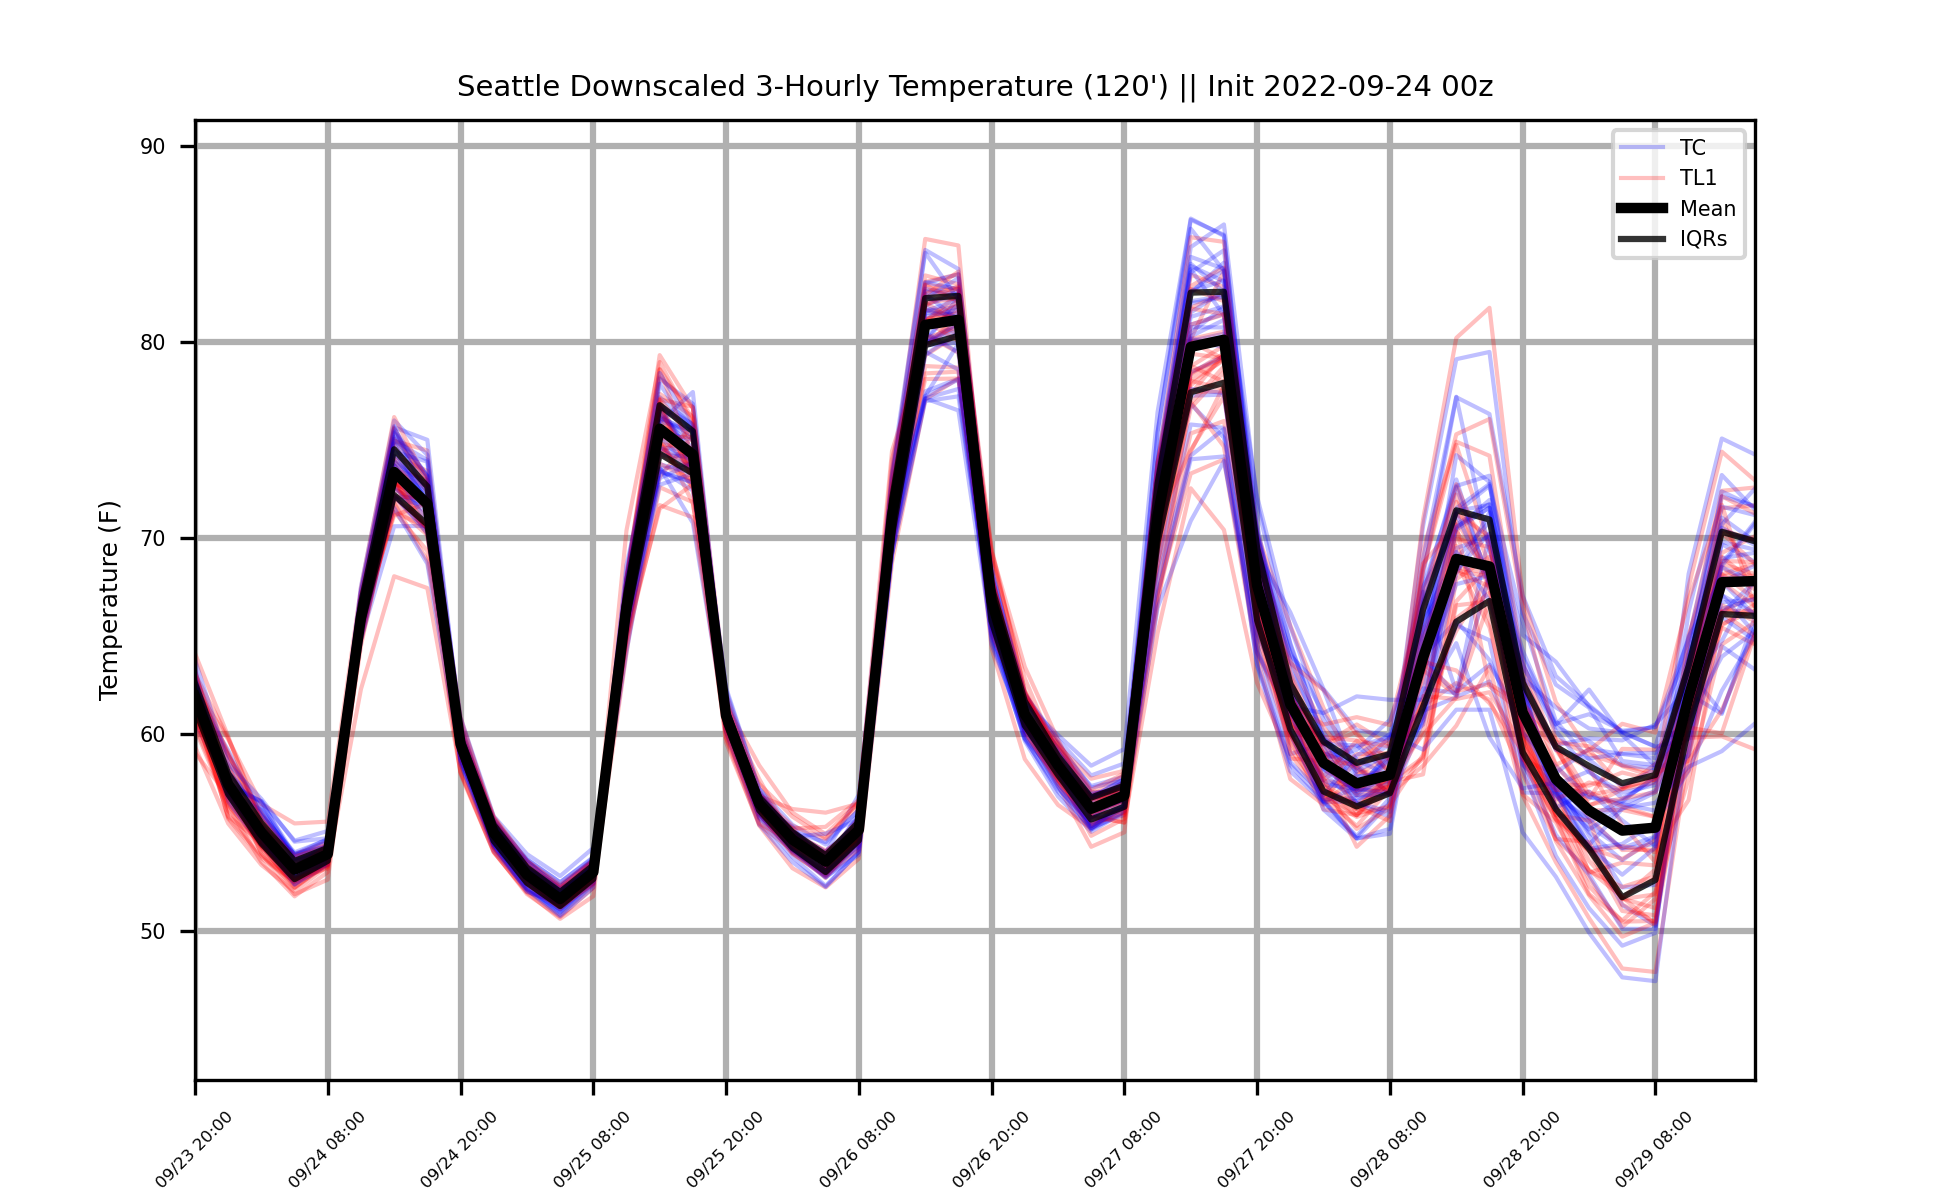 Seattle Downscaled 3-Hourly Temperature (120') || Init 2022-09-24 00z
TC
TL1
Mean
IQRs
Temperature (F)
90
80
70
60
50
09/23 20:00
09/24 08:00
09/24 20:00
09/25 08:00
09/25 20:00
09/26 08:00
09/26 20:00
09/27 08:00
09/27 20:00
09/28 08:00
09/28 20:00
09/29 08:00